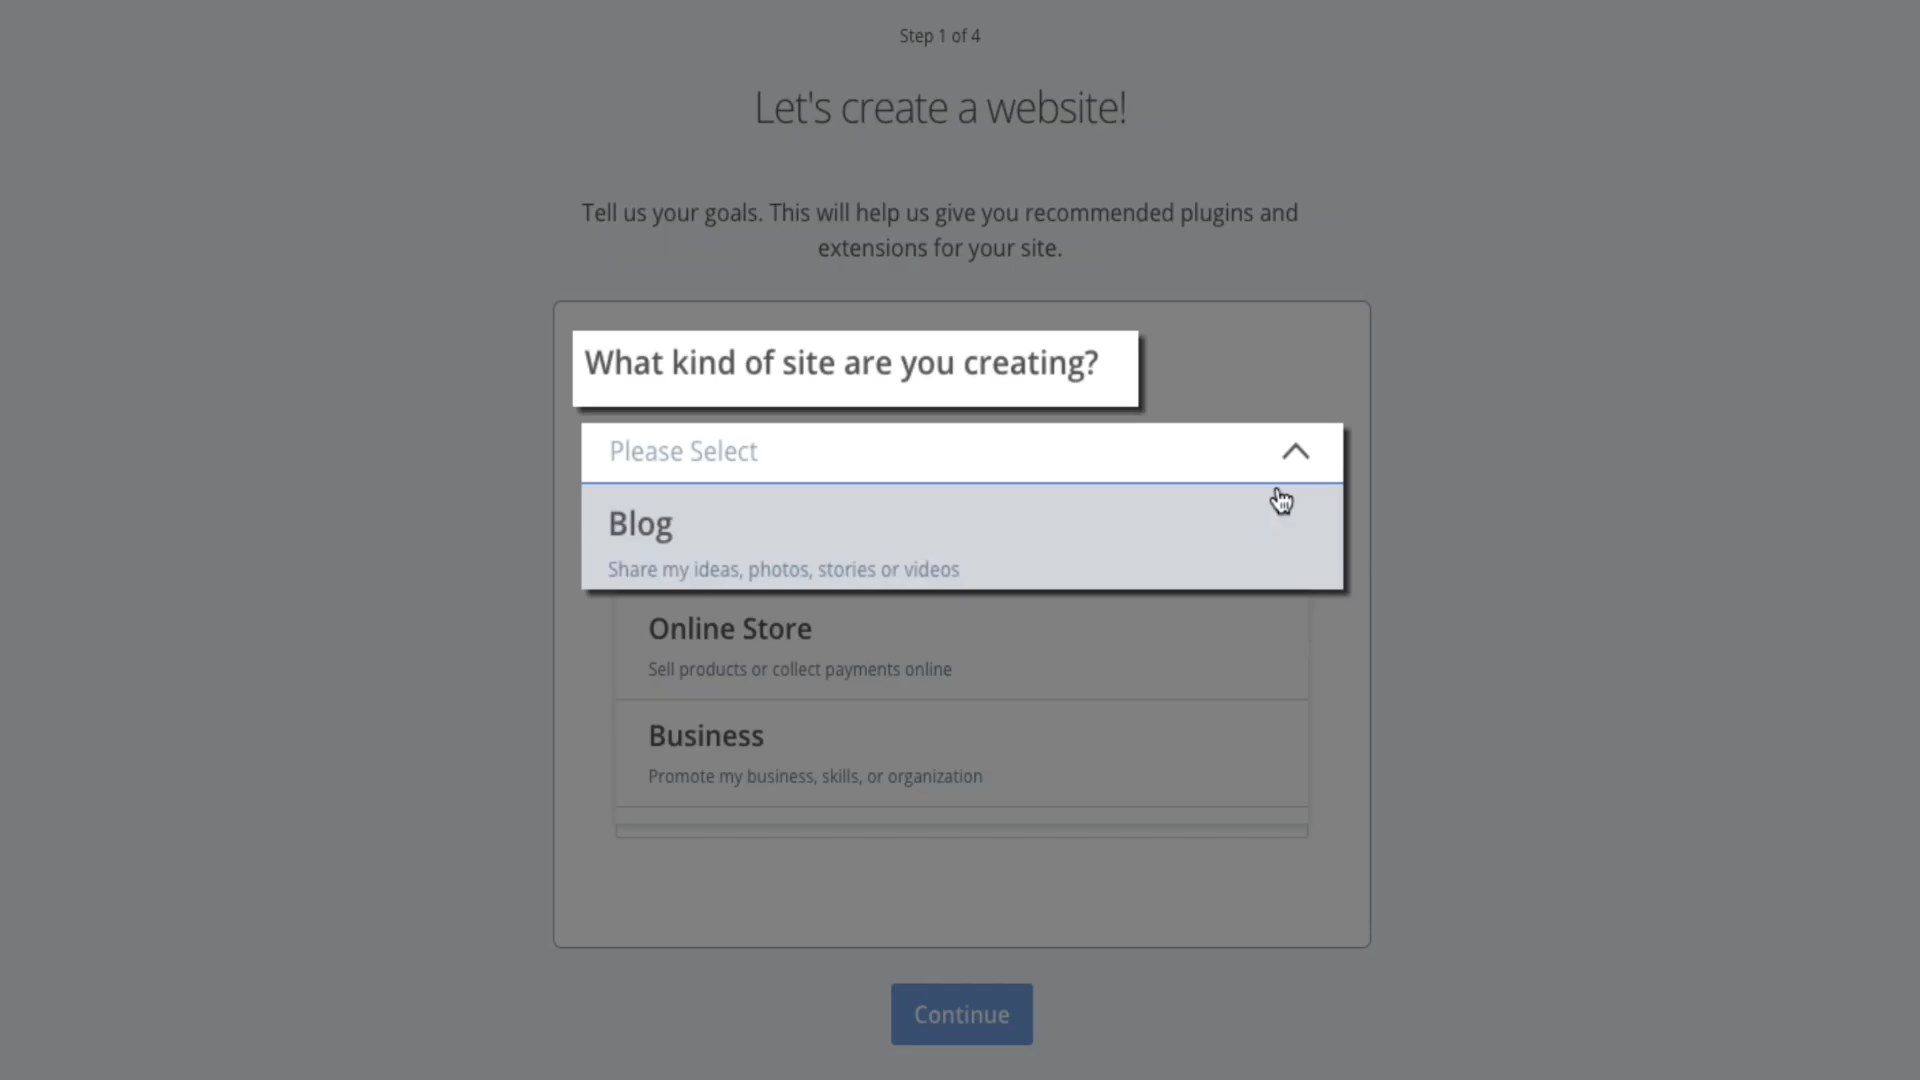 Step 1 of 4
Let's create a website!
Tell us your goals. This will help us give you recommended plugins and
extensions for your site.
What kind of site are you creating?
Please Select
Blog
Share my ideas, photos, stories or videos
Online Store
Sell products or collect payments online
Business
Promote my business, skills, or organization
Continue